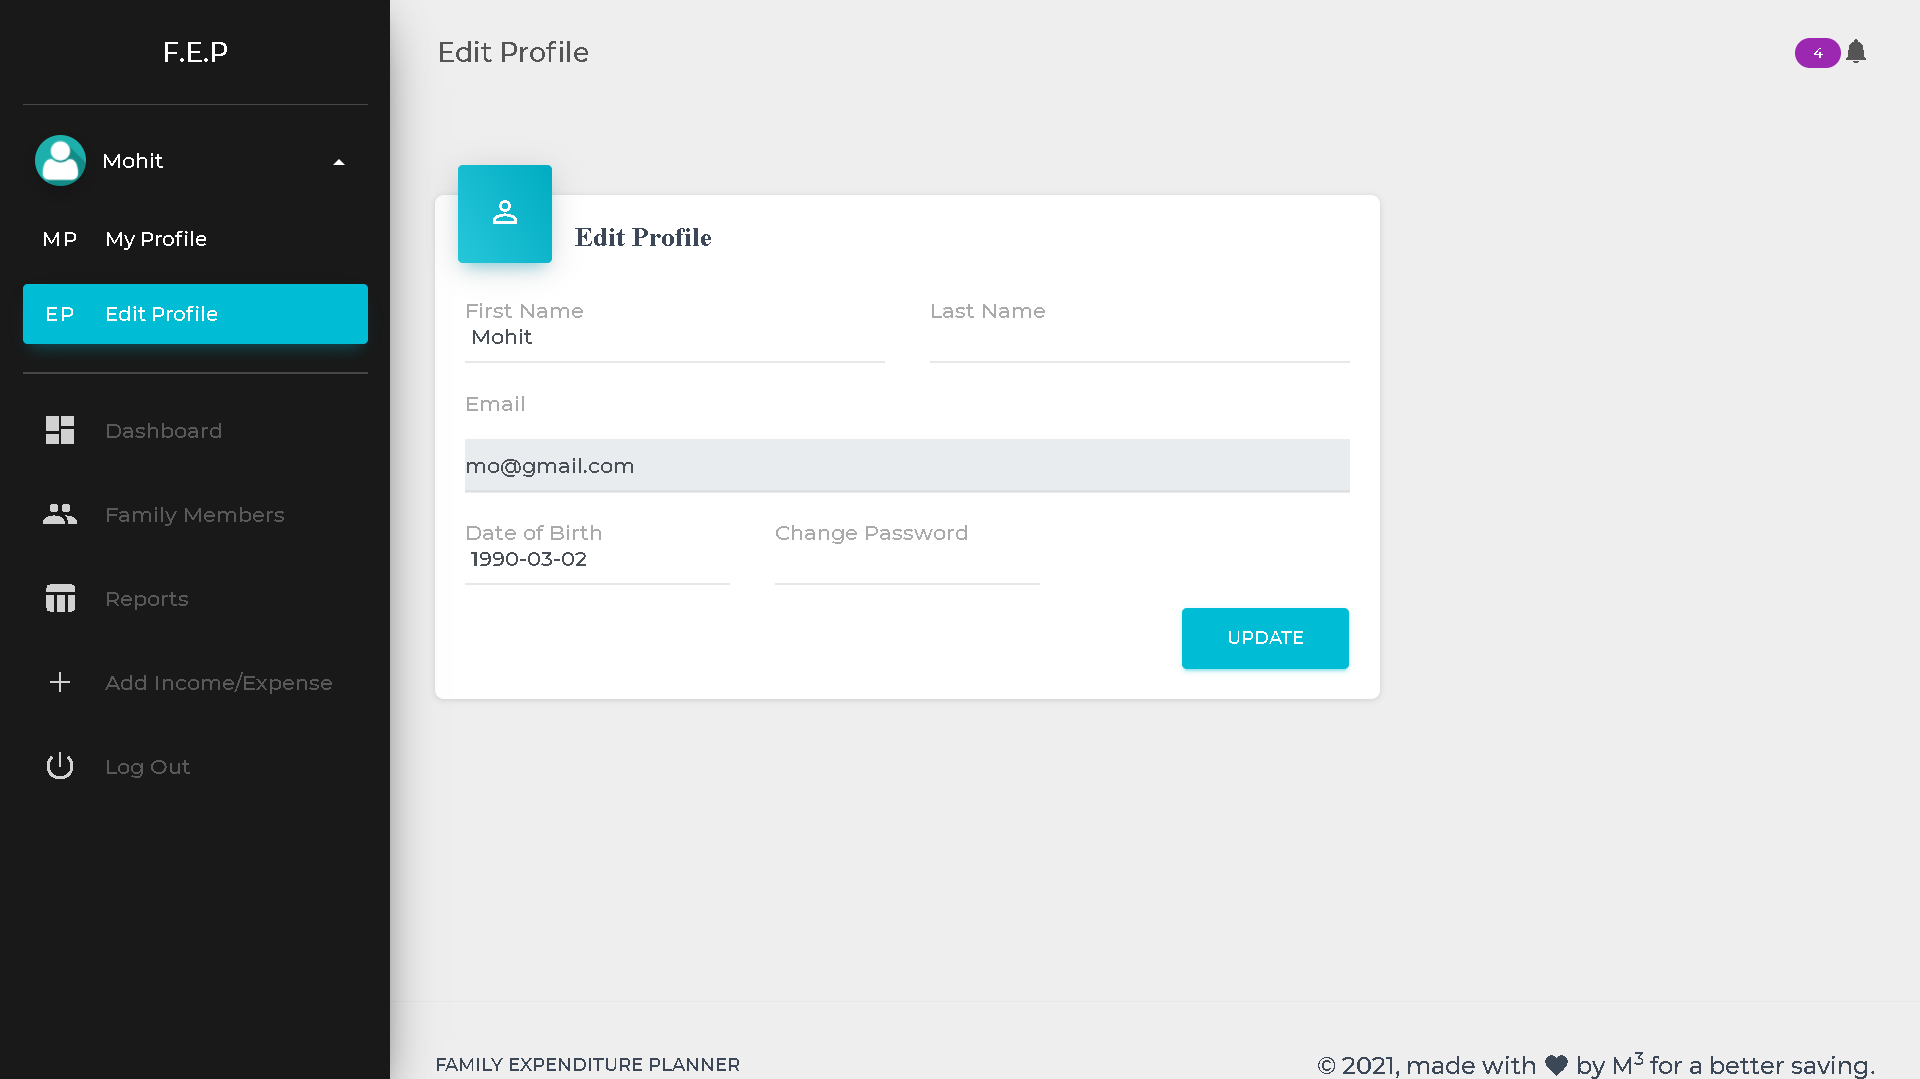 F.E.P
Mohit
MP My Profile
EP Edit Profile
Dashboard
Family Members
Reports
Add Income/Expense
Log Out
Edit Profile
4
Edit Profile
First Name
Mohit
Last Name
Email
mo@gmail.com
Date of Birth
1990-03-02
Change Password
UPDATE
FAMILY EXPENDITURE PLANNER
© 2021, made with ♥ by M³ for a better saving.